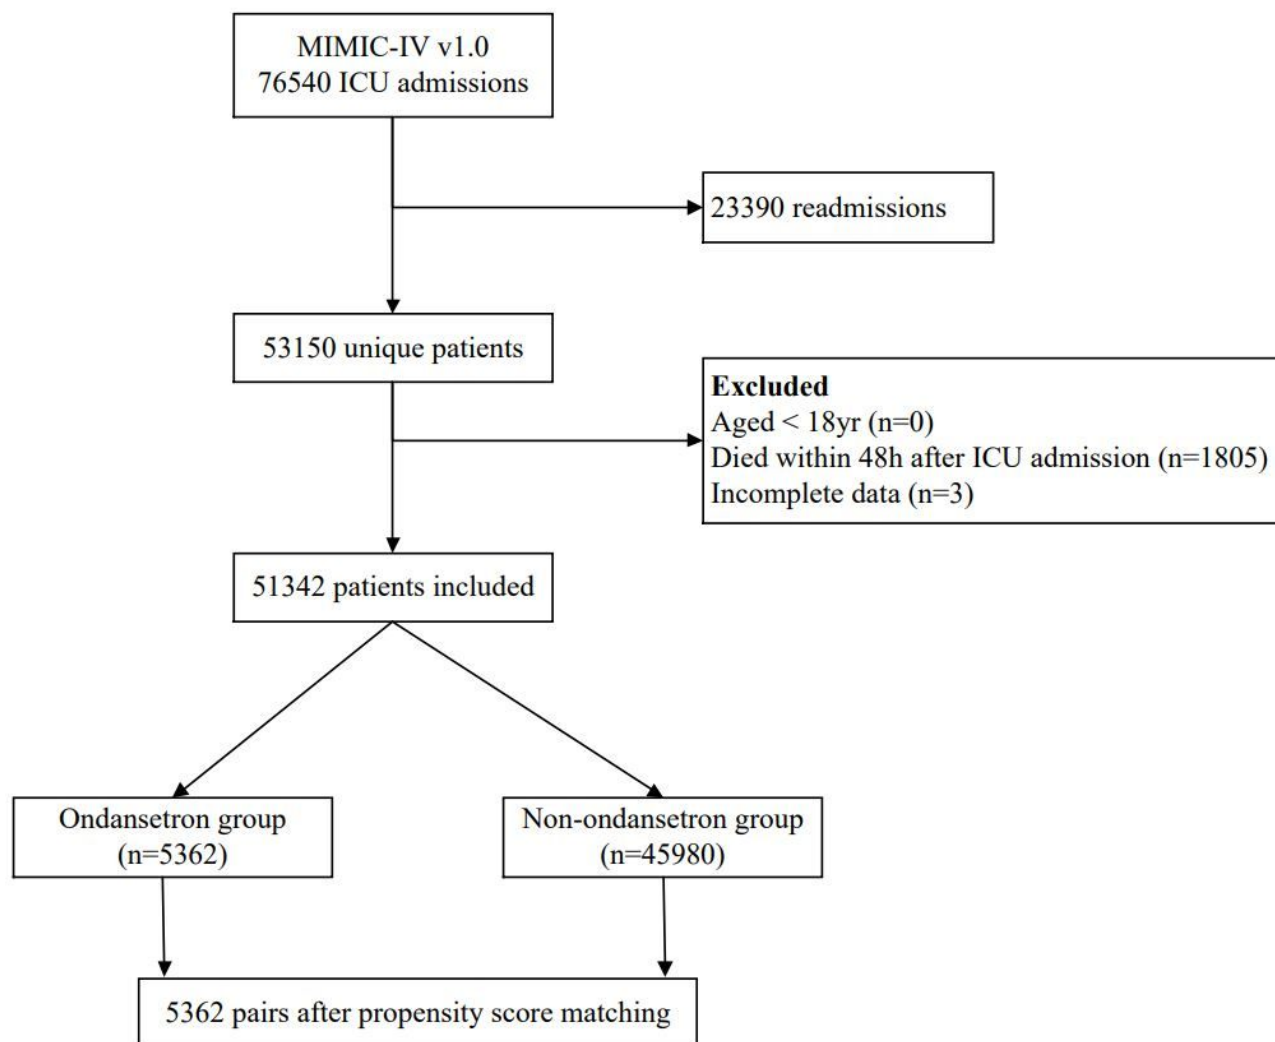 MIMIC-IV v1.0
76540 ICU admissions
23390 readmissions
53150 unique patients
Excluded
Aged < 18yr (n=0)
Died within 48h after ICU admission (n=1805)
Incomplete data (n=3)
51342 patients included
Ondansetron group
(n=5362)
Non-ondansetron group
(n=45980)
5362 pairs after propensity score matching